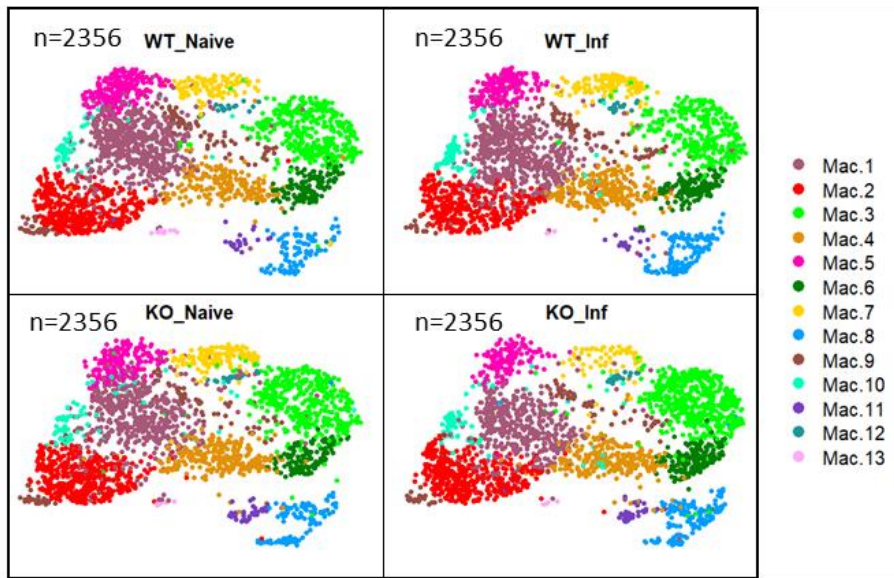 n=2356
WT_Naive
n=2356
WT_Inf
n=2356
KO_Naive
n=2356
KO_Inf
Mac.1
Mac.2
Mac.3
Mac.4
Mac.5
Mac.6
Mac.7
Mac.8
Mac.9
Mac.10
Mac.11
Mac.12
Mac.13